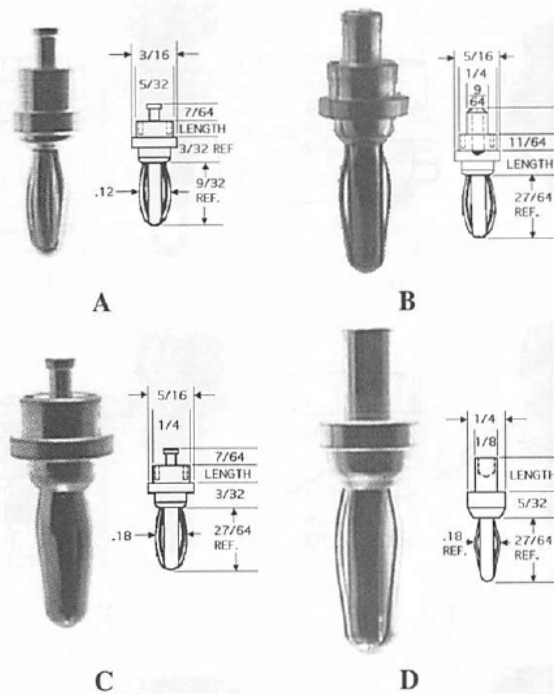 3/16
5/32
7/64
LENGTH
3/32 REF
.12
9/32
REF.
A
5/16
1/4
9
64
11/64
LENGTH
27/64
REF.
B
5/16
1/4
7/64
LENGTH
3/32
.18
27/64
REF.
C
1/4
1/8
LENGTH
5/32
.18
REF.
27/64
REF.
D